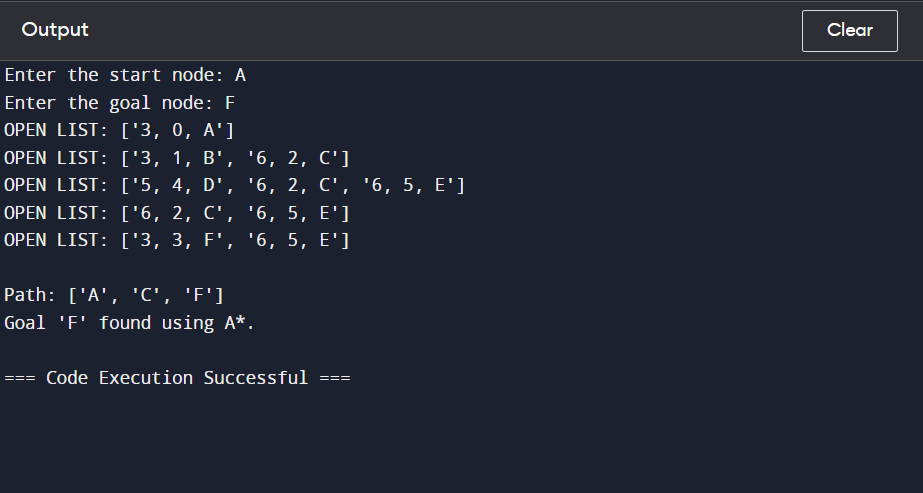 Output
Clear
Enter the start node: A
Enter the goal node: F
OPEN LIST: ['3, 0, A']
OPEN LIST: ['3, 1, B', '6, 2, C']
OPEN LIST: ['5, 4, D', '6, 2, C', '6, 5, E']
OPEN LIST: ['6, 2, C', '6, 5, E']
OPEN LIST: ['3, 3, F', '6, 5, E']
Path: ['A', 'C', 'F']
Goal 'F' found using A*.
=== Code Execution Successful ===